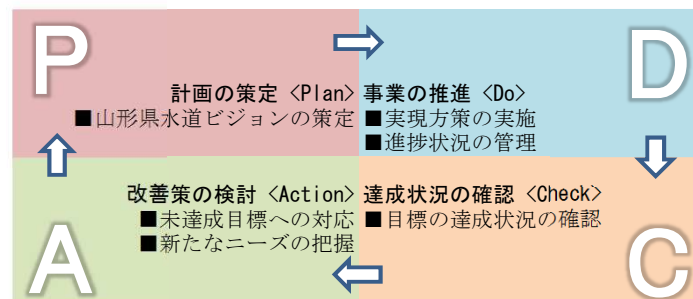 P
計画の策定 <Plan>
■山形県水道ビジョンの策定
D
事業の推進 <Do>
■実現方策の実施
■進捗状況の管理
改善策の検討 <Action>
■未達成目標への対応
■新たなニーズの把握
A
達成状況の確認 <Check>
■目標の達成状況の確認
C